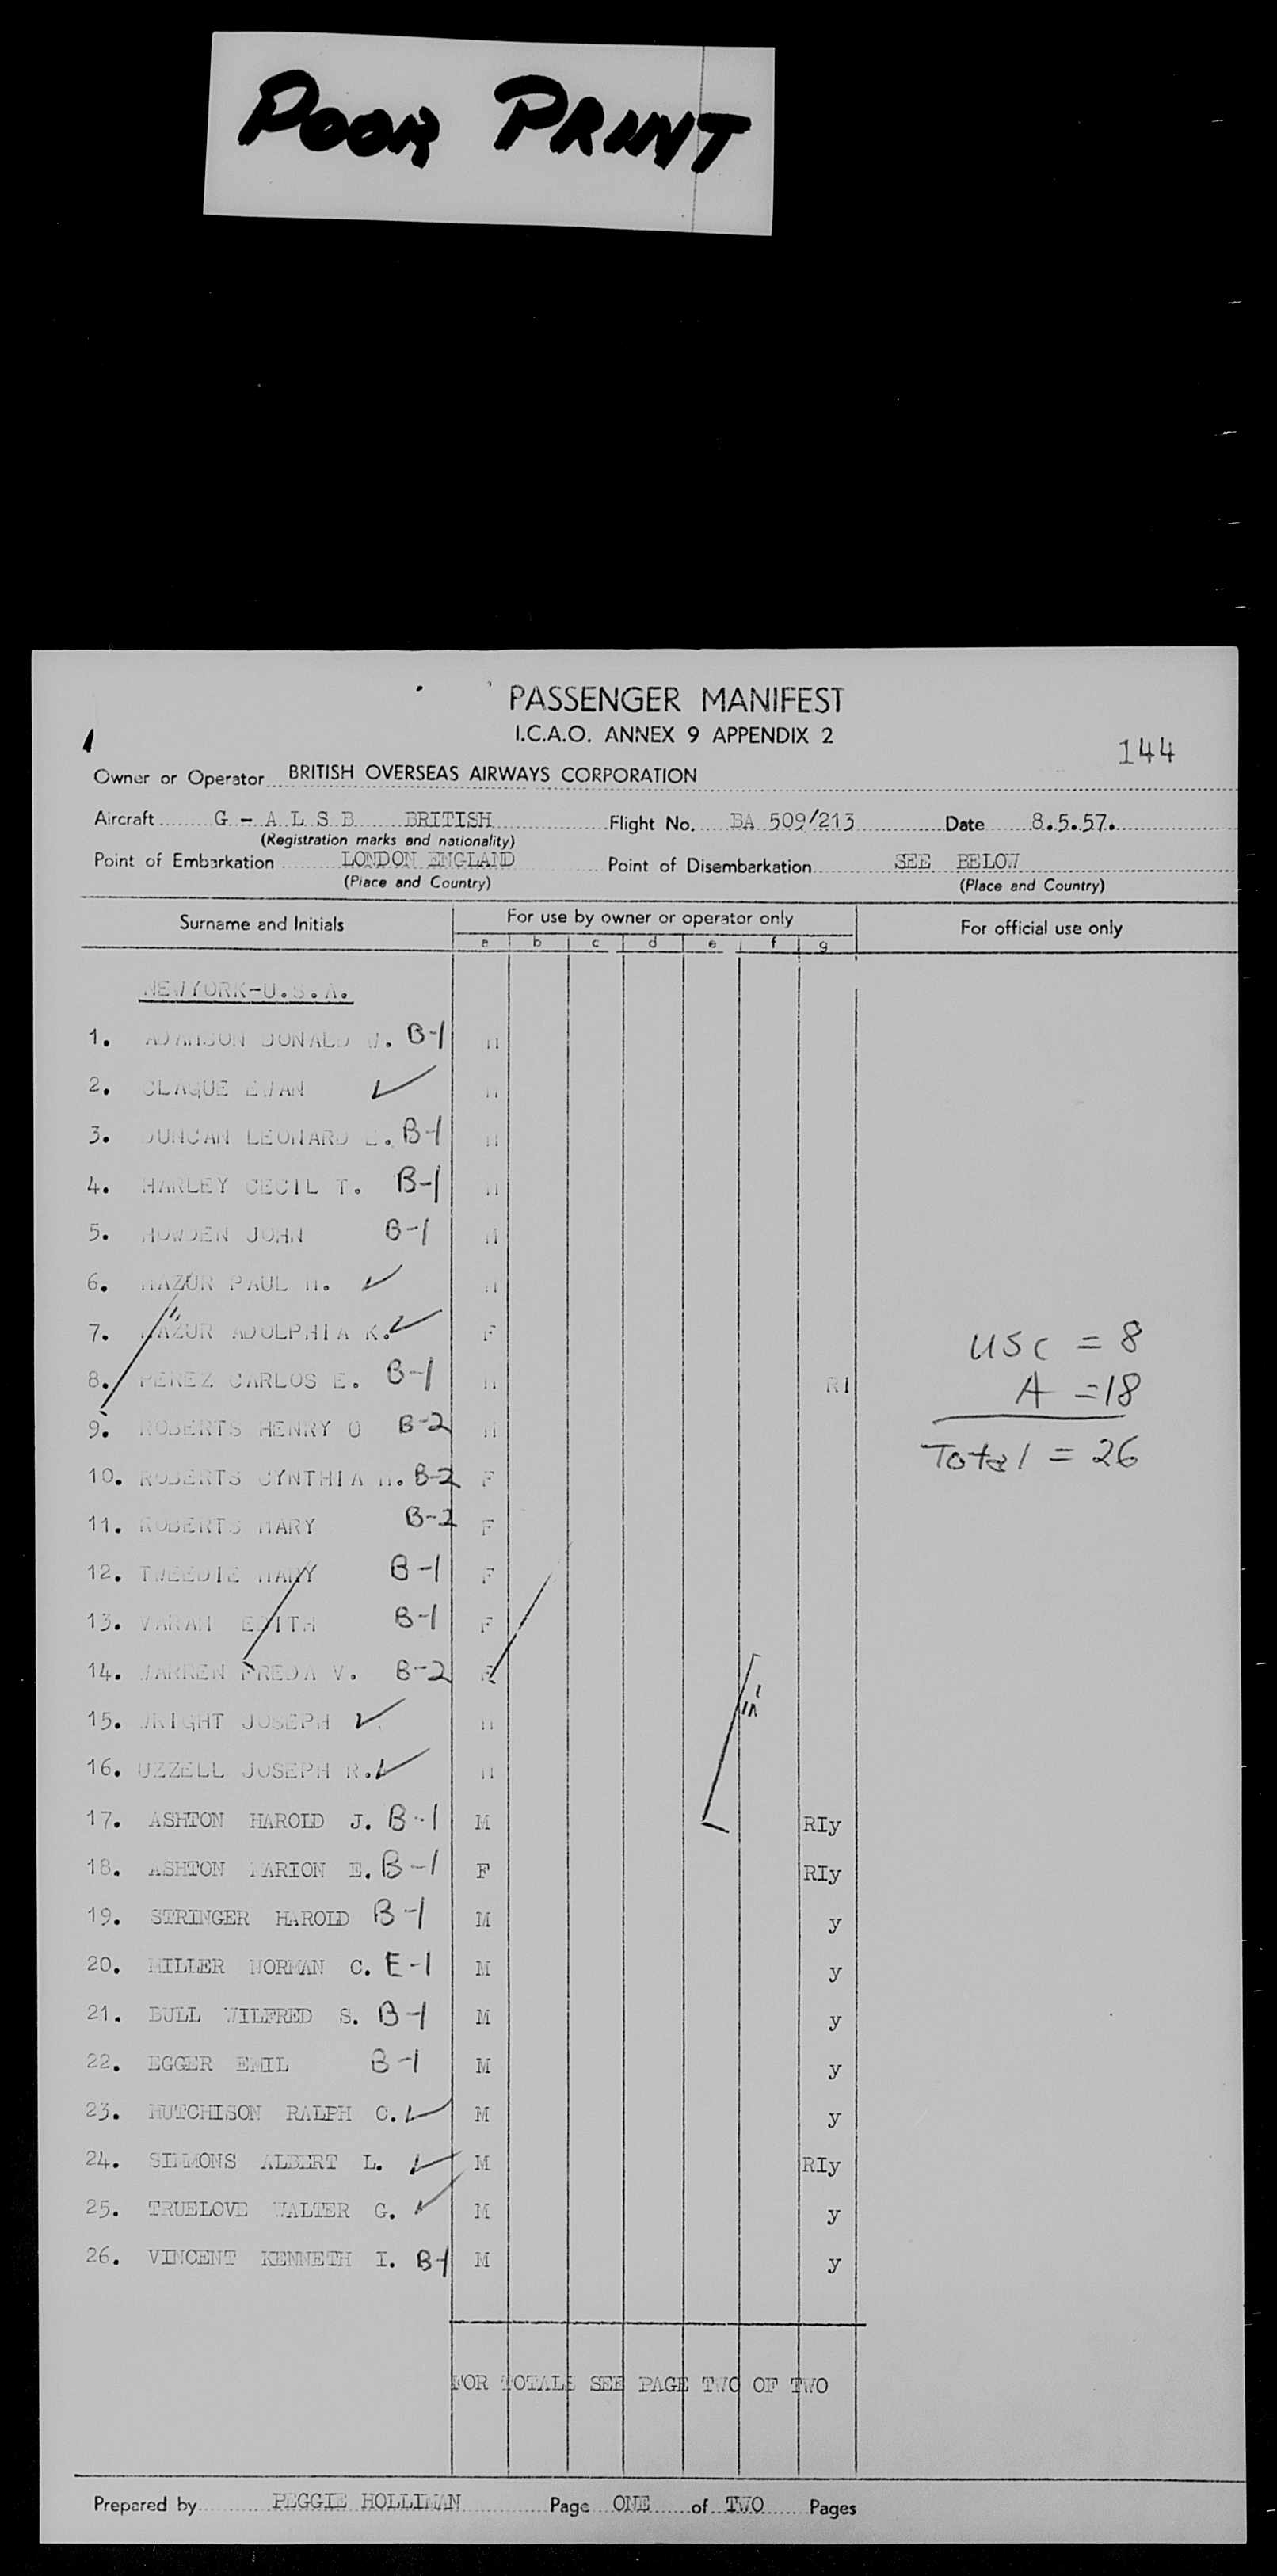 POOR PRINT
PASSENGER MANIFEST
I.C.A.O. ANNEX 9 APPENDIX 2
144
Owner or Operator BRITISH OVERSEAS AIRWAYS CORPORATION
Aircraft G - A L S B BRITISH Flight No. BA 509/213 Date 8.5.57.
(Registration marks and nationality)
Point of Embarkation LONDON ENGLAND Point of Disembarkation SEE BELOW
(Place and Country) (Place and Country)
Surname and Initials For use by owner or operator only For official use only
a b c d e f g
NEWYORK-U.S.A.
1. ADAMSON DONALD W. B-1 M
2. CLAGUE EWAN ✓ M
3. DUNCAN LEONARD B-1 M
4. HARLEY CECIL T. B-1 M
5. HOWDEN JOHN B-1 M
6. MAZUR PAUL M. ✓ M
7. MAZUR ADOLPHIA K. ✓ F
8. PEREZ CARLOS E. B-1 M RI
9. ROBERTS HENRY O B-2 M
10. ROBERTS CYNTHIA M. B-2 F
11. ROBERTS MARY B-2 F
12. TWEEDIE MARY B-1 F
13. VARAH EDITH B-1 F
14. WARREN FREDA V. B-2 F
15. WRIGHT JOSEPH ✓ M
16. UZZELL JOSEPH R. ✓ M
17. ASHTON HAROLD J. B-1 M RIy
18. ASHTON MARION E. B-1 F RIy
19. STRINGER HAROLD B-1 M y
20. MILLER NORMAN C. E-1 M y
21. BULL WILFRED S. B-1 M y
22. EGGER EMIL B-1 M y
23. HUTCHISON RALPH C. ✓ M y
24. SIMMONS ALBERT L. ✓ M RIy
25. TRUELOVE WALTER G. ✓ M y
26. VINCENT KENNETH I. B-1 M y
USC = 8
A = 18
Total = 26
FOR TOTALS SEE PAGE TWO OF TWO
Prepared by PEGGIE HOLLIMAN Page ONE of TWO Pages